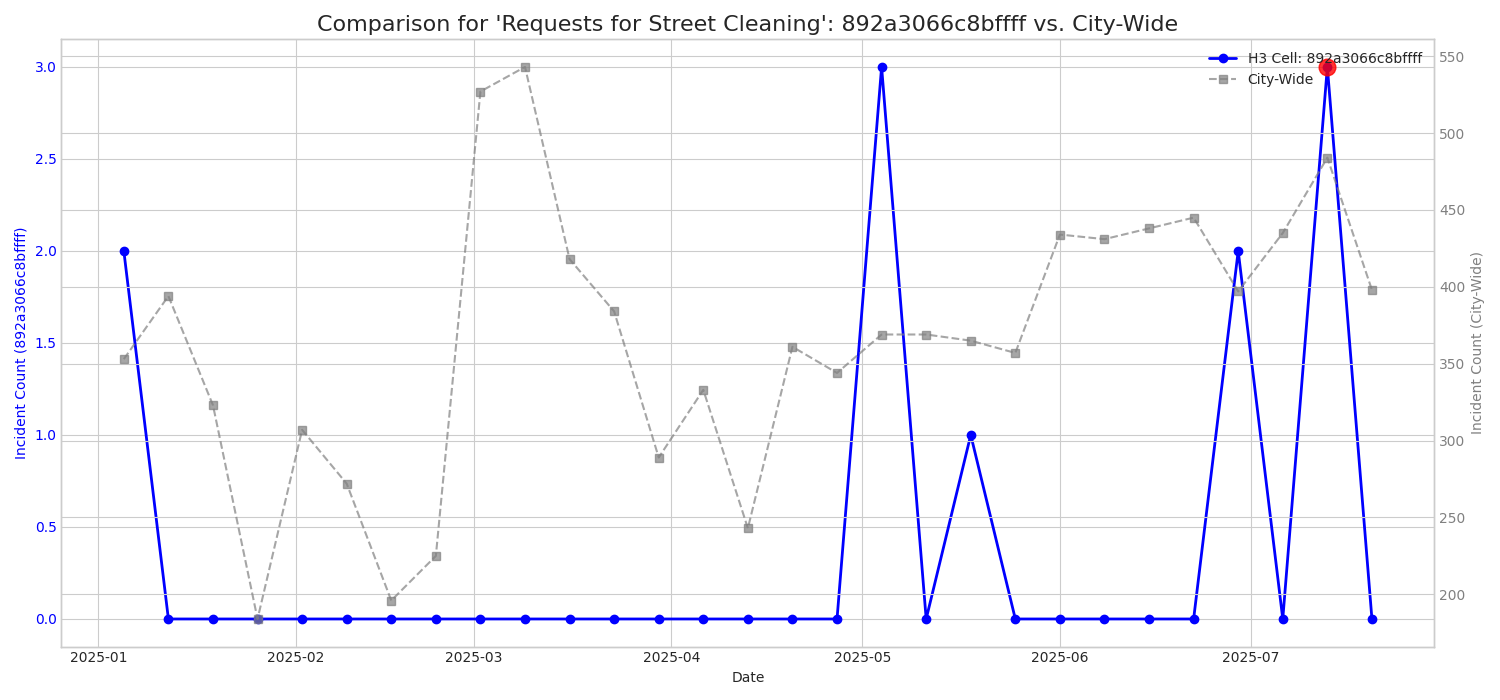 Comparison for 'Requests for Street Cleaning': 892a3066c8bffff vs. City-Wide
H3 Cell: 892a3066c8bffff
City-Wide
Incident Count (892a3066c8bffff)
3.0
2.5
2.0
1.5
1.0
0.5
0.0
550
500
450
400
350
300
250
200
Incident Count (City-Wide)
2025-01 2025-02 2025-03 2025-04 2025-05 2025-06 2025-07
Date